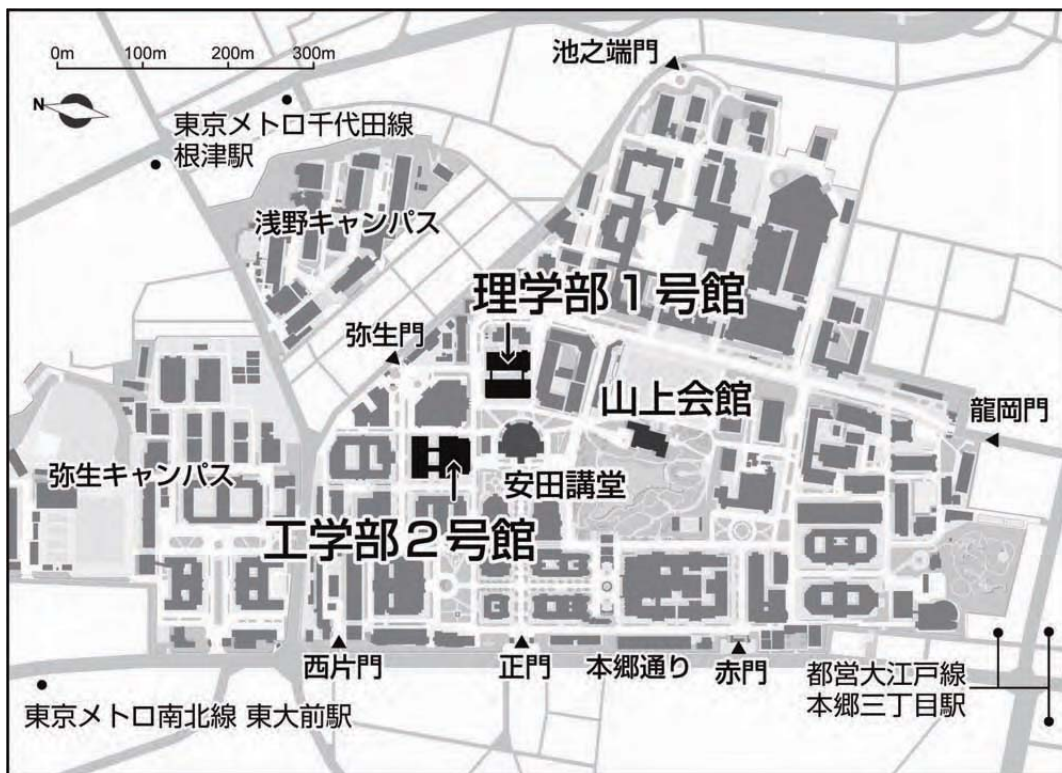 0m 100m 200m 300m
N
池之端門
東京メトロ千代田線
根津駅
浅野キャンパス
理学部1号館
弥生門
山上会館
龍岡門
弥生キャンパス
安田講堂
工学部2号館
西片門
正門
本郷通り
赤門
都営大江戸線
本郷三丁目駅
東京メトロ南北線 東大前駅